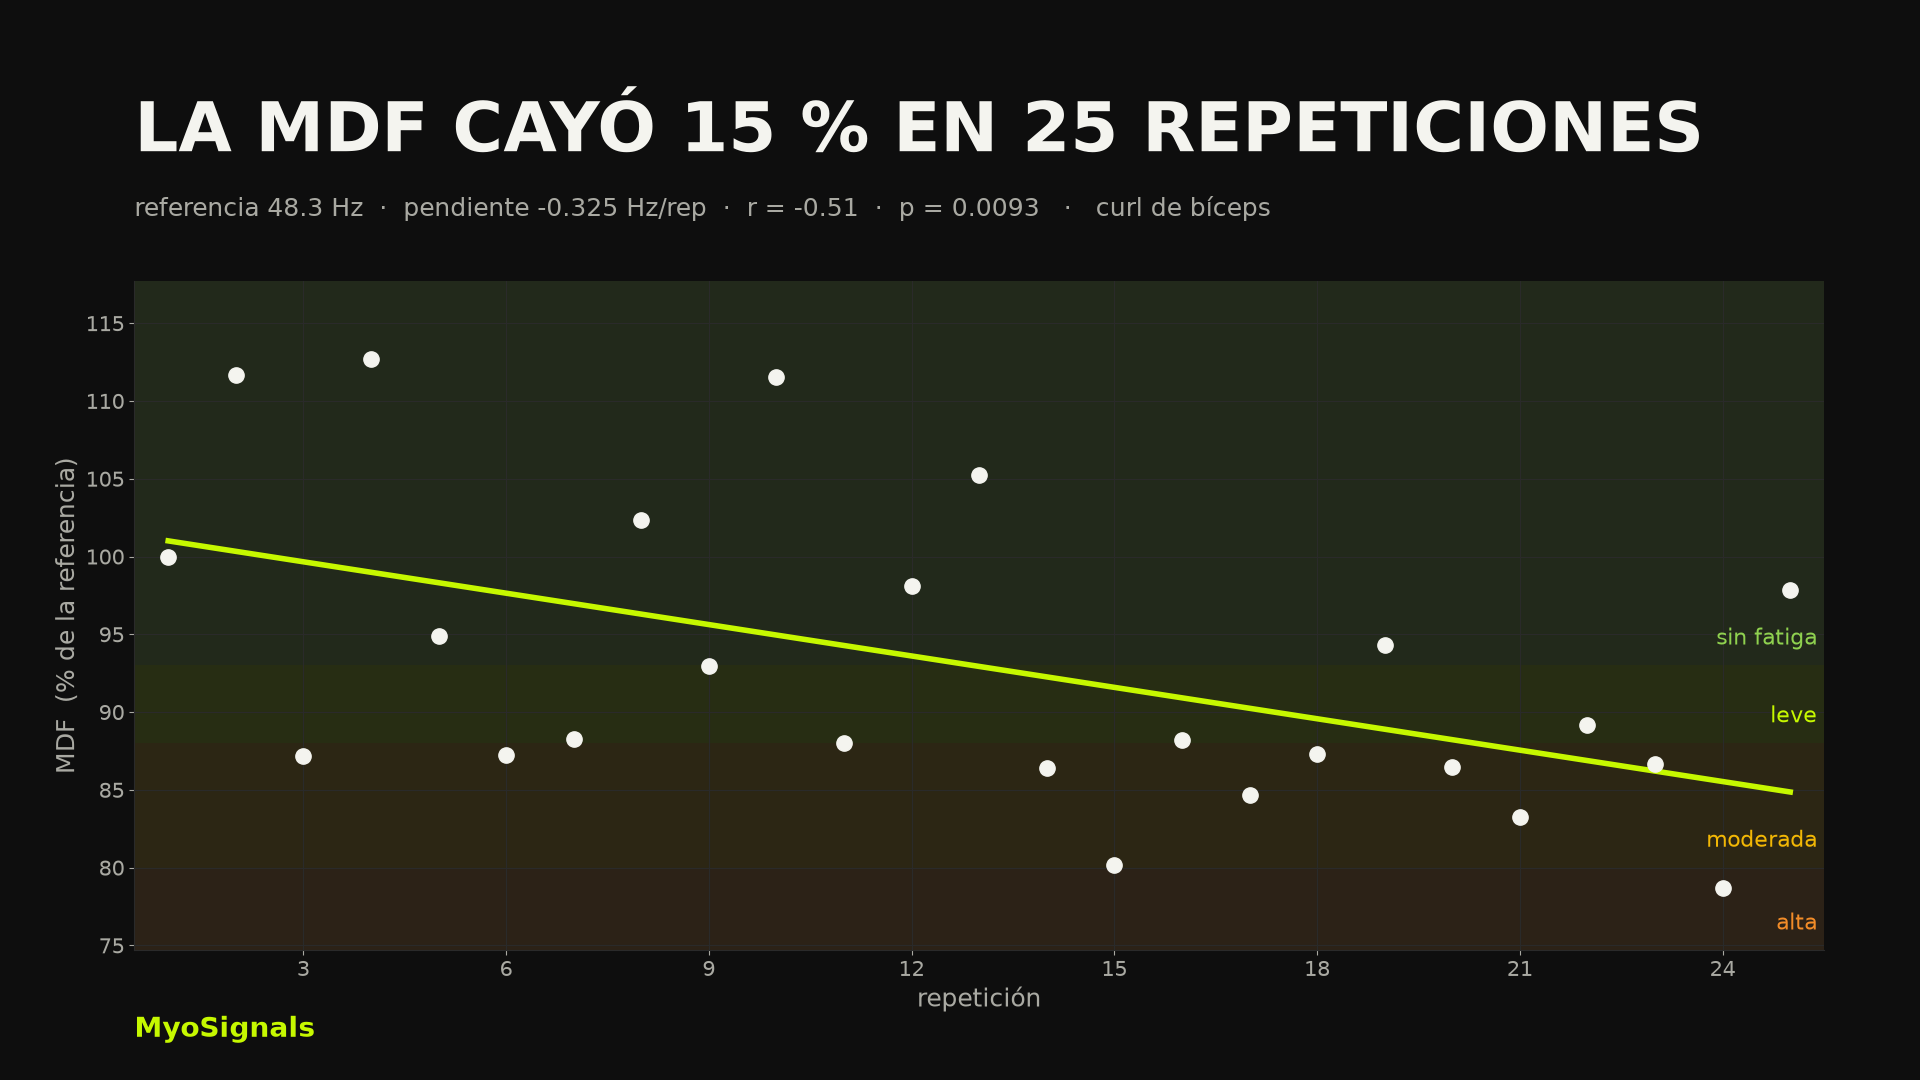 LA MDF CAYÓ 15 % EN 25 REPETICIONES
referencia 48.3 Hz · pendiente -0.325 Hz/rep · r = -0.51 · p = 0.0093 · curl de bíceps
MDF (% de la referencia)
115
110
105
100
95
90
85
80
75
sin fatiga
leve
moderada
alta
3 6 9 12 15 18 21 24
repetición
MyoSignals